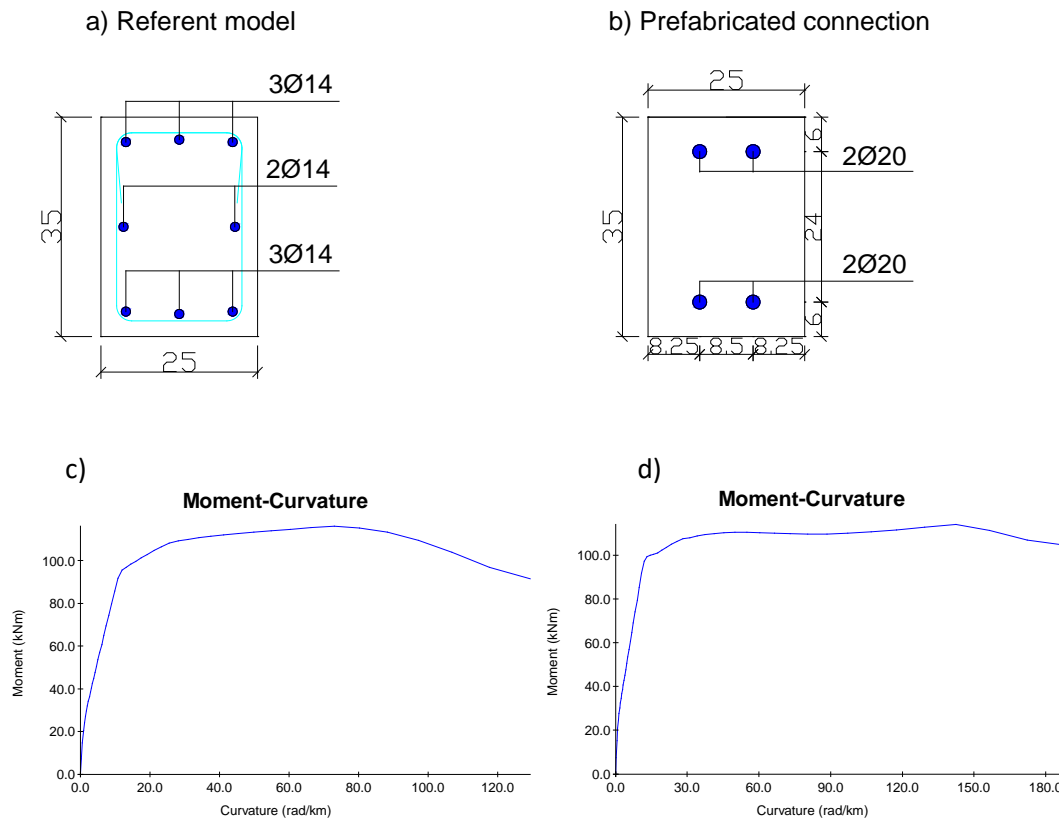 a) Referent model
3Ø14
2Ø14
3Ø14
35
25
b) Prefabricated connection
25
2Ø20
2Ø20
35
6
24
6
8.25 8.5 8.25
c)
Moment-Curvature
Moment (kNm)
100.0
80.0
60.0
40.0
20.0
0.0
0.0 20.0 40.0 60.0 80.0 100.0 120.0
Curvature (rad/km)
d)
Moment-Curvature
Moment (kNm)
100.0
80.0
60.0
40.0
20.0
0.0
0.0 30.0 60.0 90.0 120.0 150.0 180.0
Curvature (rad/km)